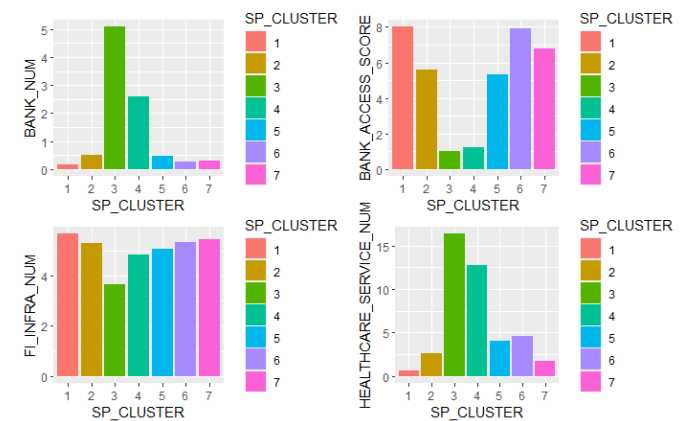 BANK_NUM
5
4
3
2
1
0
1 2 3 4 5 6 7
SP_CLUSTER
SP_CLUSTER
1
2
3
4
5
6
7
BANK_ACCESS_SCORE
8
6
4
2
0
1 2 3 4 5 6 7
SP_CLUSTER
SP_CLUSTER
1
2
3
4
5
6
7
FI_INFRA_NUM
4
2
0
1 2 3 4 5 6 7
SP_CLUSTER
SP_CLUSTER
1
2
3
4
5
6
7
HEALTHCARE_SERVICE_NUM
15
10
5
0
1 2 3 4 5 6 7
SP_CLUSTER
SP_CLUSTER
1
2
3
4
5
6
7